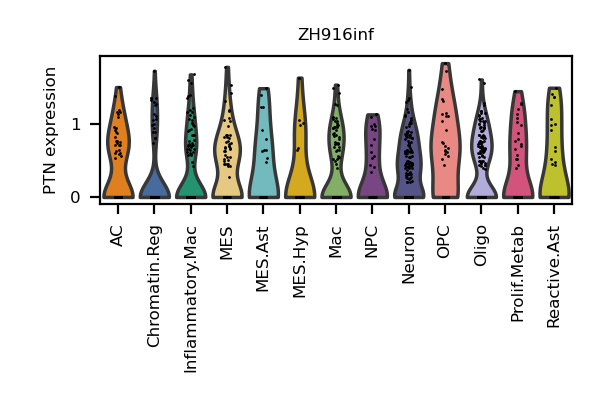 ZH916inf
PTN expression
1
0
AC
Chromatin.Reg
Inflammatory.Mac
MES
MES.Ast
MES.Hyp
Mac
NPC
Neuron
OPC
Oligo
Prolif.Metab
Reactive.Ast